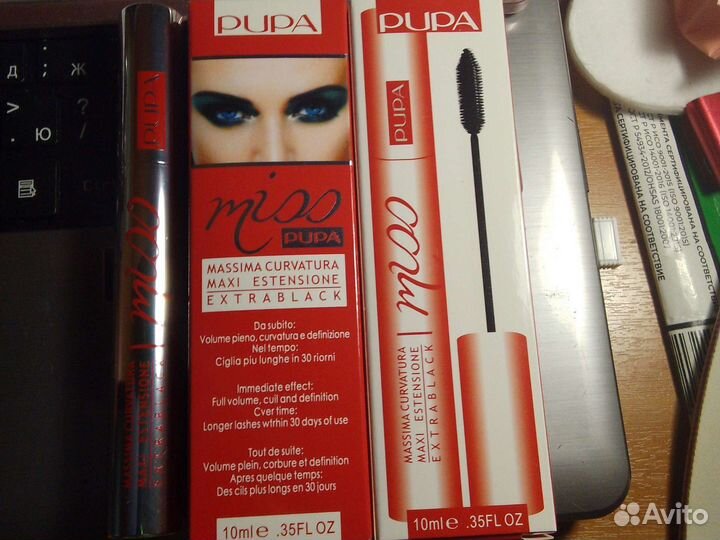 Д
Ж
>
Ю
?
PUPA
miss
MASSIMA CURVATURA
MAXI ESTENSIONE
EXTRABLACK
PUPA
miss
PUPA
MASSIMA CURVATURA
MAXI ESTENSIONE
EXTRABLACK
Da subito:
Volume pieno, curvatura e definizione
Nel tempo:
Ciglia piu lunghe in 30 riorni
Immediate effect:
Full volume, cuil and definition
Cver time:
Longer lashes wtrhin 30 days of use
Tout de suite:
Volume plein, corbure et definition
Apres quelque temps:
Des cils plus longs en 30 jours
10ml e .35FL OZ
PUPA
PUPA
miss
MASSIMA CURVATURA
MAXI ESTENSIONE
EXTRABLACK
10ml e .35FL OZ
СЕРТИФИЦИРОВАНА НА СООТВЕТСТВИЕ
Avito